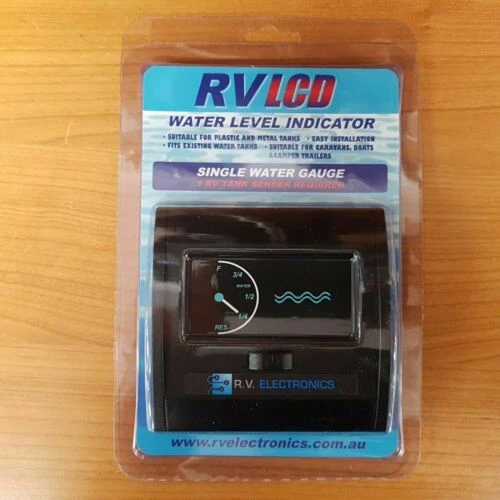 RV LCD
WATER LEVEL INDICATOR
• SUITABLE FOR PLASTIC AND METAL TANKS • EASY INSTALLATION
• FITS EXISTING WATER TANKS • SUITABLE FOR CARAVANS, BOATS
& CAMPER TRAILERS
SINGLE WATER GAUGE
1 RV TANK SENDER REQUIRED
F
3/4
WATER
1/2
1/4
RES
R.V. ELECTRONICS
www.rvelectronics.com.au